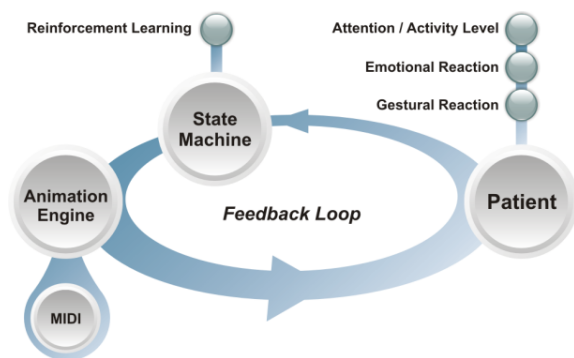 Reinforcement Learning
Attention / Activity Level
Emotional Reaction
Gestural Reaction
State
Machine
Animation
Engine
Feedback Loop
Patient
MIDI